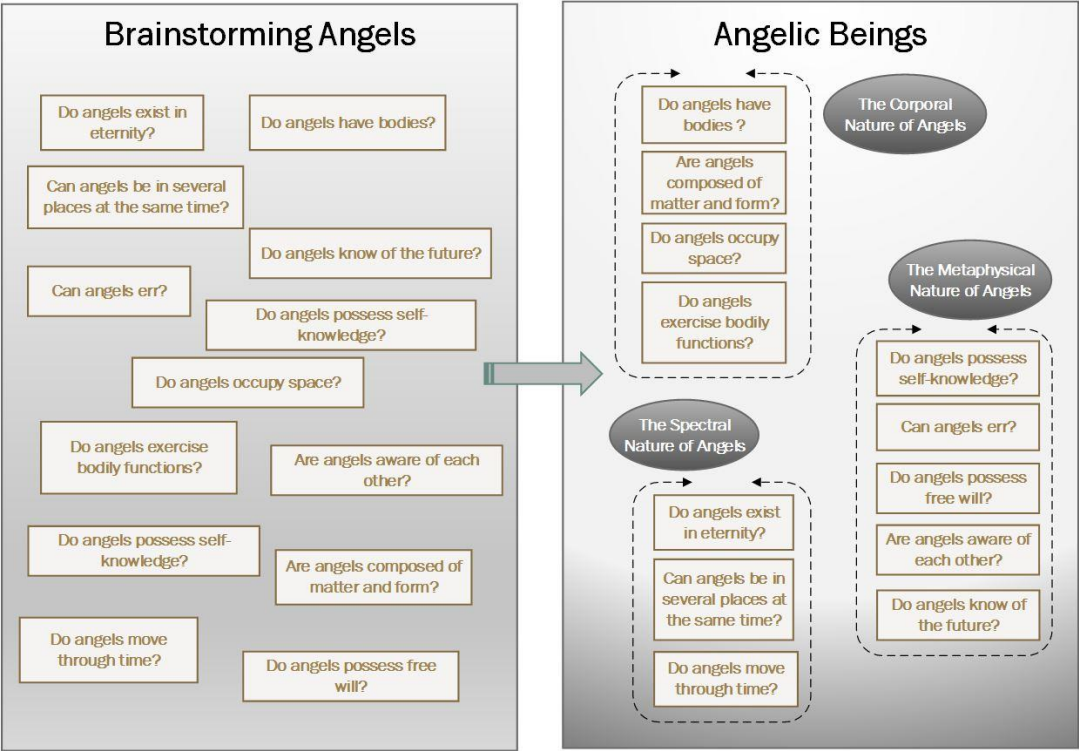 Brainstorming Angels
Do angels exist in
eternity?
Do angels have bodies?
Can angels be in several
places at the same time?
Do angels know of the future?
Can angels err?
Do angels possess self-
knowledge?
Do angels occupy space?
Do angels exercise
bodily functions?
Are angels aware of each
other?
Do angels possess self-
knowledge?
Are angels composed of
matter and form?
Do angels move
through time?
Do angels possess free
will?
Angelic Beings
The Corporal
Nature of Angels
Do angels have
bodies ?
Are angels
composed of
matter and form?
Do angels occupy
space?
Do angels
exercise bodily
functions?
The Metaphysical
Nature of Angels
Do angels possess
self-knowledge?
Can angels err?
Do angels possess
free will?
Are angels aware of
each other?
Do angels know of
the future?
The Spectral
Nature of Angels
Do angels exist
in eternity?
Can angels be in
several places at
the same time?
Do angels move
through time?